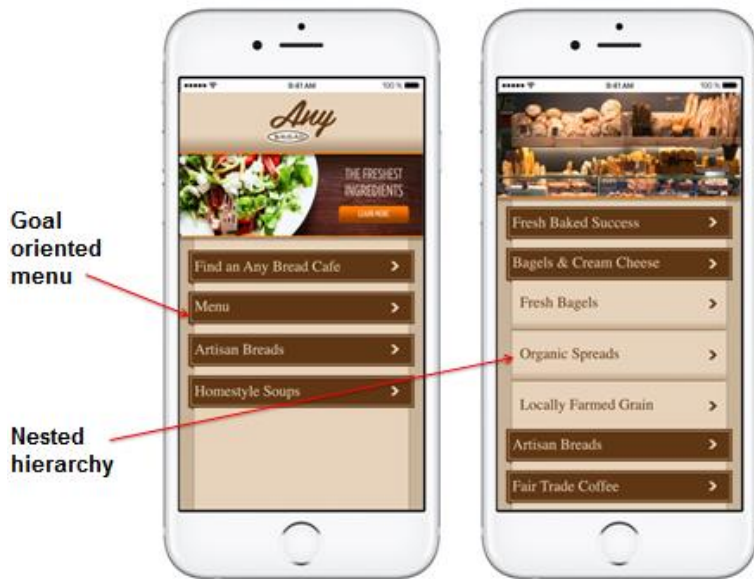 Goal
oriented
menu
Nested
hierarchy
9:41 AM 100 %
Any
BREAD
THE FRESHEST
INGREDIENTS
LEARN MORE
Find an Any Bread Cafe
Menu
Artisan Breads
Homestyle Soups
9:41 AM 100 %
Fresh Baked Success
Bagels & Cream Cheese
Fresh Bagels
Organic Spreads
Locally Farmed Grain
Artisan Breads
Fair Trade Coffee